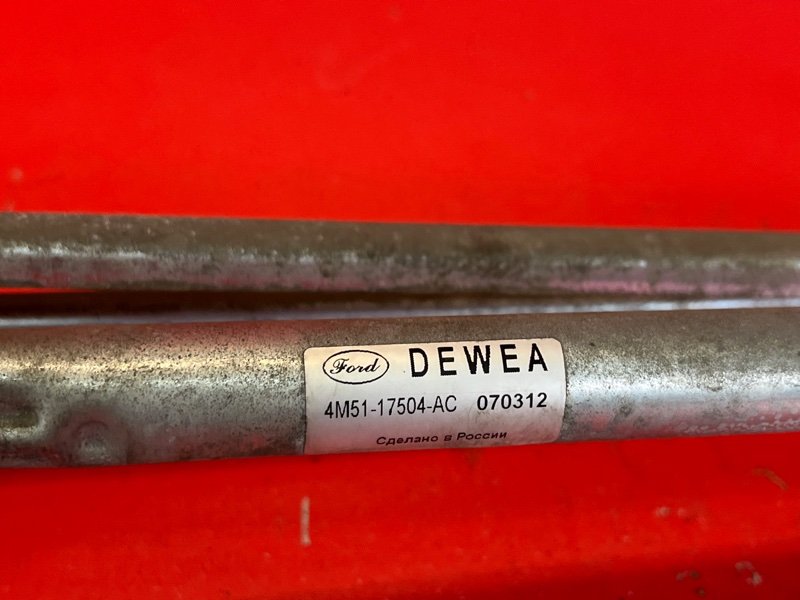 Ford DEWEA
4M51-17504-AC 070312
Сделано в России